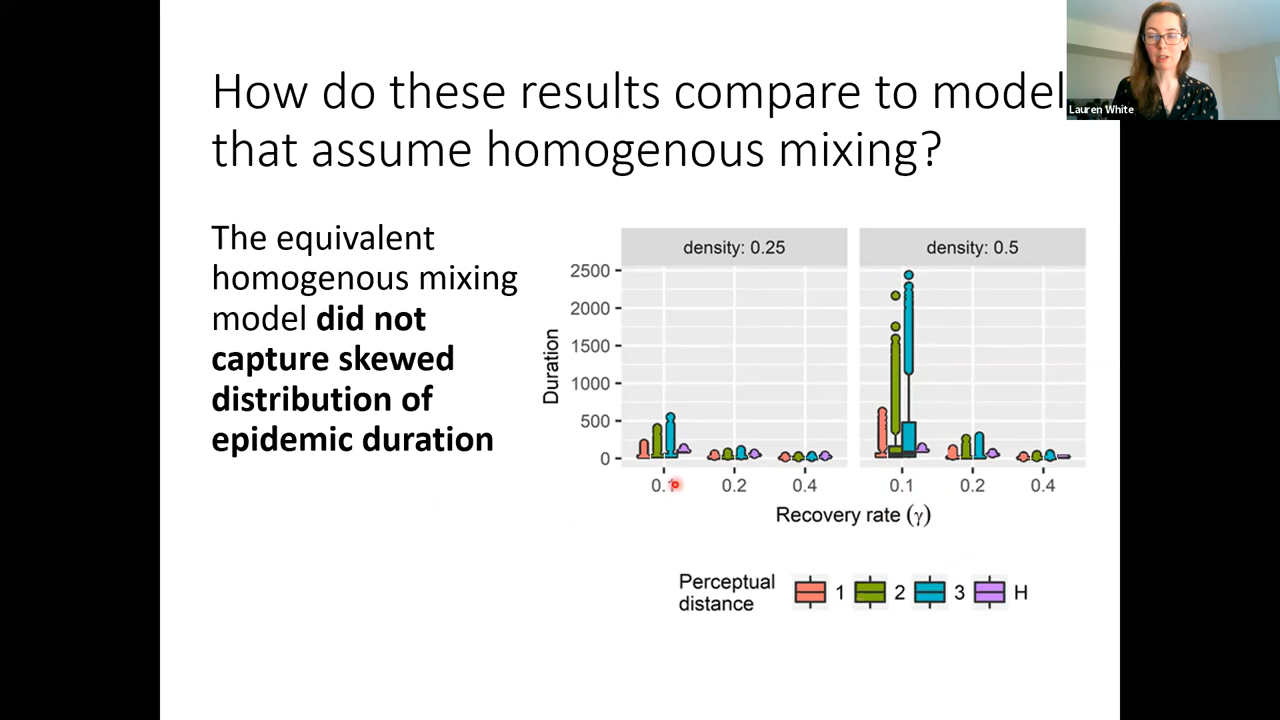 How do these results compare to model
that assume homogenous mixing?
Lauren White
The equivalent
homogenous mixing
model did not
capture skewed
distribution of
epidemic duration
density: 0.25
density: 0.5
Duration
2500
2000
1500
1000
500
0
0.2
0.4
0.1
0.2
0.4
Recovery rate (γ)
Perceptual
distance
1
2
3
H